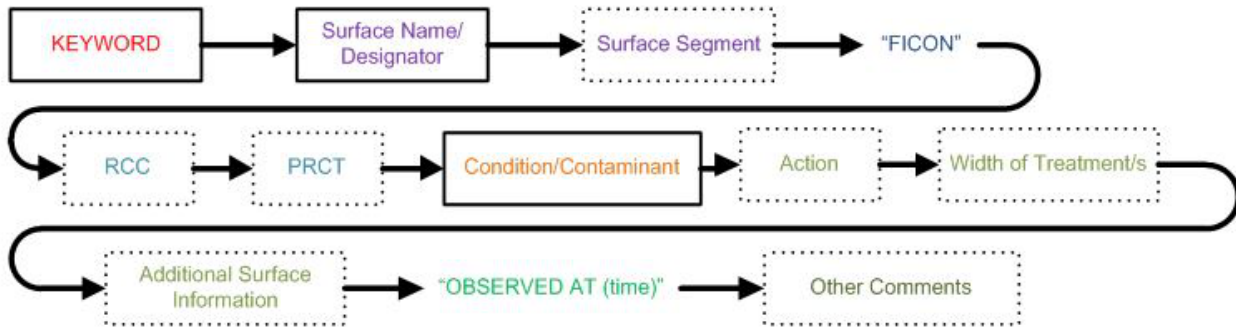 KEYWORD
Surface Name/
Designator
Surface Segment
“FICON”
RCC
PRCT
Condition/Contaminant
Action
Width of Treatment/s
Additional Surface
Information
“OBSERVED AT (time)”
Other Comments